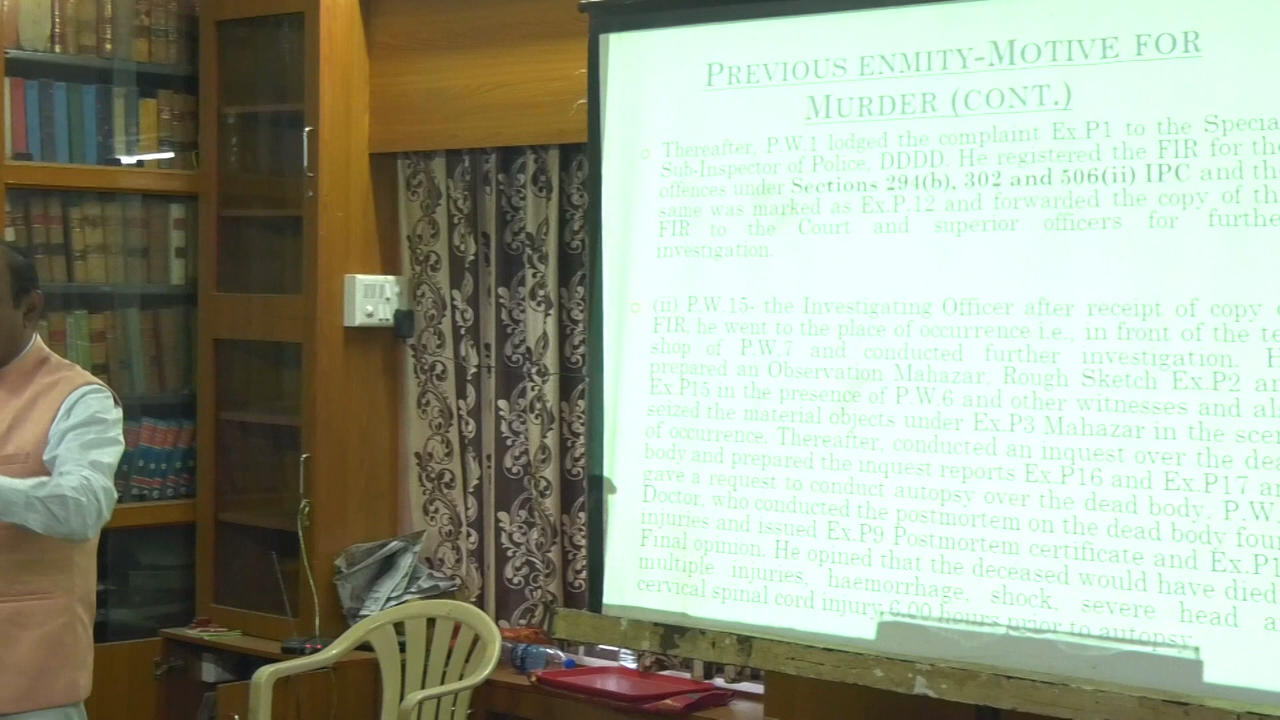 PREVIOUS ENMITY-MOTIVE FOR
MURDER (CONT.)
Thereafter, P.W.1 lodged the complaint Ex.P1 to the Specia
Sub-Inspector of Police, DDDD. He registered the FIR for the
offences under Sections 294(b), 302 and 506(ii) IPC and the
same was marked as Ex.P.12 and forwarded the copy of th
FIR to the Court and superior officers for furthe
investigation.
(ii) P.W.15- the Investigating Officer after receipt of copy o
FIR, he went to the place of occurrence i.e., in front of the te
shop of P.W.7 and conducted further investigation. H
prepared an Observation Mahazar, Rough Sketch Ex.P2 an
Ex.P15 in the presence of P.W.6 and other witnesses and al
seized the material objects under Ex.P3 Mahazar in the scen
of occurrence. Thereafter, conducted an inquest over the dea
body and prepared the inquest reports Ex.P16 and Ex.P17 an
gave a request to conduct autopsy over the dead body. P.W.
Doctor, who conducted the postmortem on the dead body foun
injuries and issued Ex.P9 Postmortem certificate and Ex.P1
Final opinion. He opined that the deceased would have died
multiple injuries, haemorrhage, shock, severe head a
cervical spinal cord injury 6.00 hours prior to autopsy.